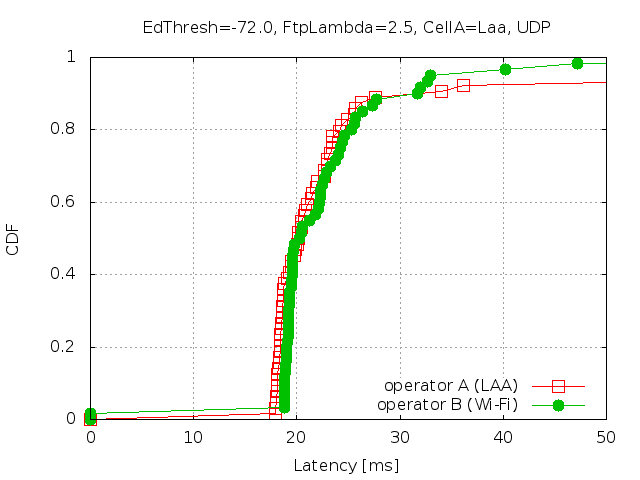 EdThresh=-72.0, FtpLambda=2.5, CellA=Laa, UDP
1
0.8
0.6
0.4
0.2
0
CDF
operator A (LAA)
operator B (Wi-Fi)
0 10 20 30 40 50
Latency [ms]